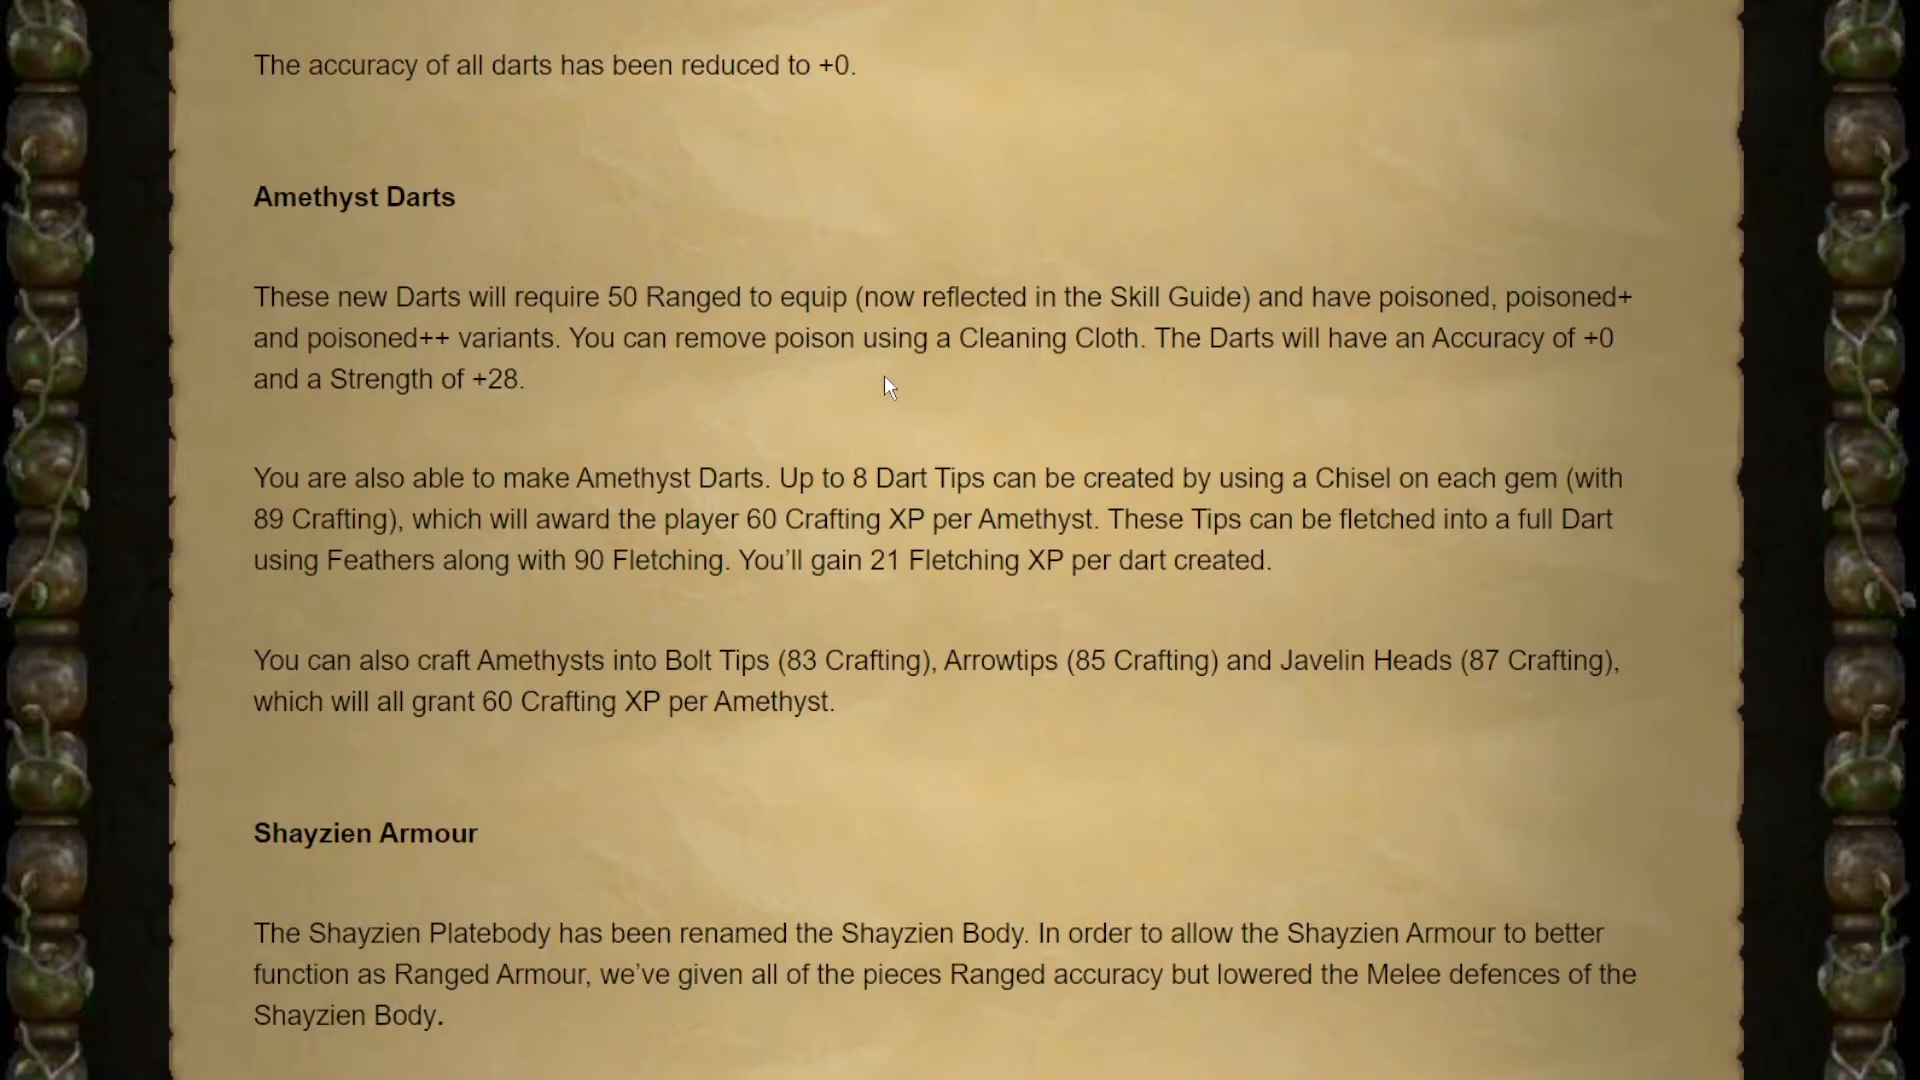 The accuracy of all darts has been reduced to +0.
Amethyst Darts
These new Darts will require 50 Ranged to equip (now reflected in the Skill Guide) and have poisoned, poisoned+
and poisoned++ variants. You can remove poison using a Cleaning Cloth. The Darts will have an Accuracy of +0
and a Strength of +28.
You are also able to make Amethyst Darts. Up to 8 Dart Tips can be created by using a Chisel on each gem (with
89 Crafting), which will award the player 60 Crafting XP per Amethyst. These Tips can be fletched into a full Dart
using Feathers along with 90 Fletching. You’ll gain 21 Fletching XP per dart created.
You can also craft Amethysts into Bolt Tips (83 Crafting), Arrowtips (85 Crafting) and Javelin Heads (87 Crafting),
which will all grant 60 Crafting XP per Amethyst.
Shayzien Armour
The Shayzien Platebody has been renamed the Shayzien Body. In order to allow the Shayzien Armour to better
function as Ranged Armour, we’ve given all of the pieces Ranged accuracy but lowered the Melee defences of the
Shayzien Body.